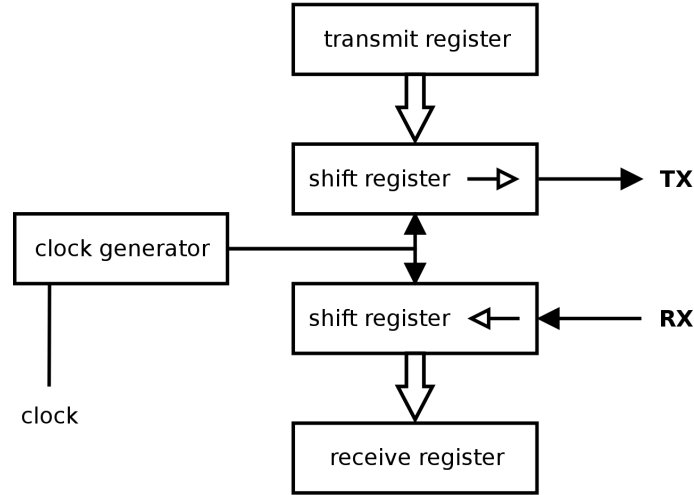 transmit register
shift register
TX
clock generator
shift register
RX
clock
receive register